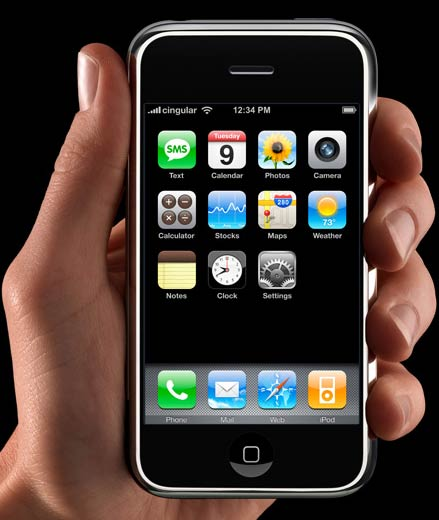 cingular 12:34 PM
SMS Tuesday 280
9
Text Calendar Photos Camera
73°
Calculator Stocks Maps Weather
Notes Clock Settings
Phone Mail Web iPod